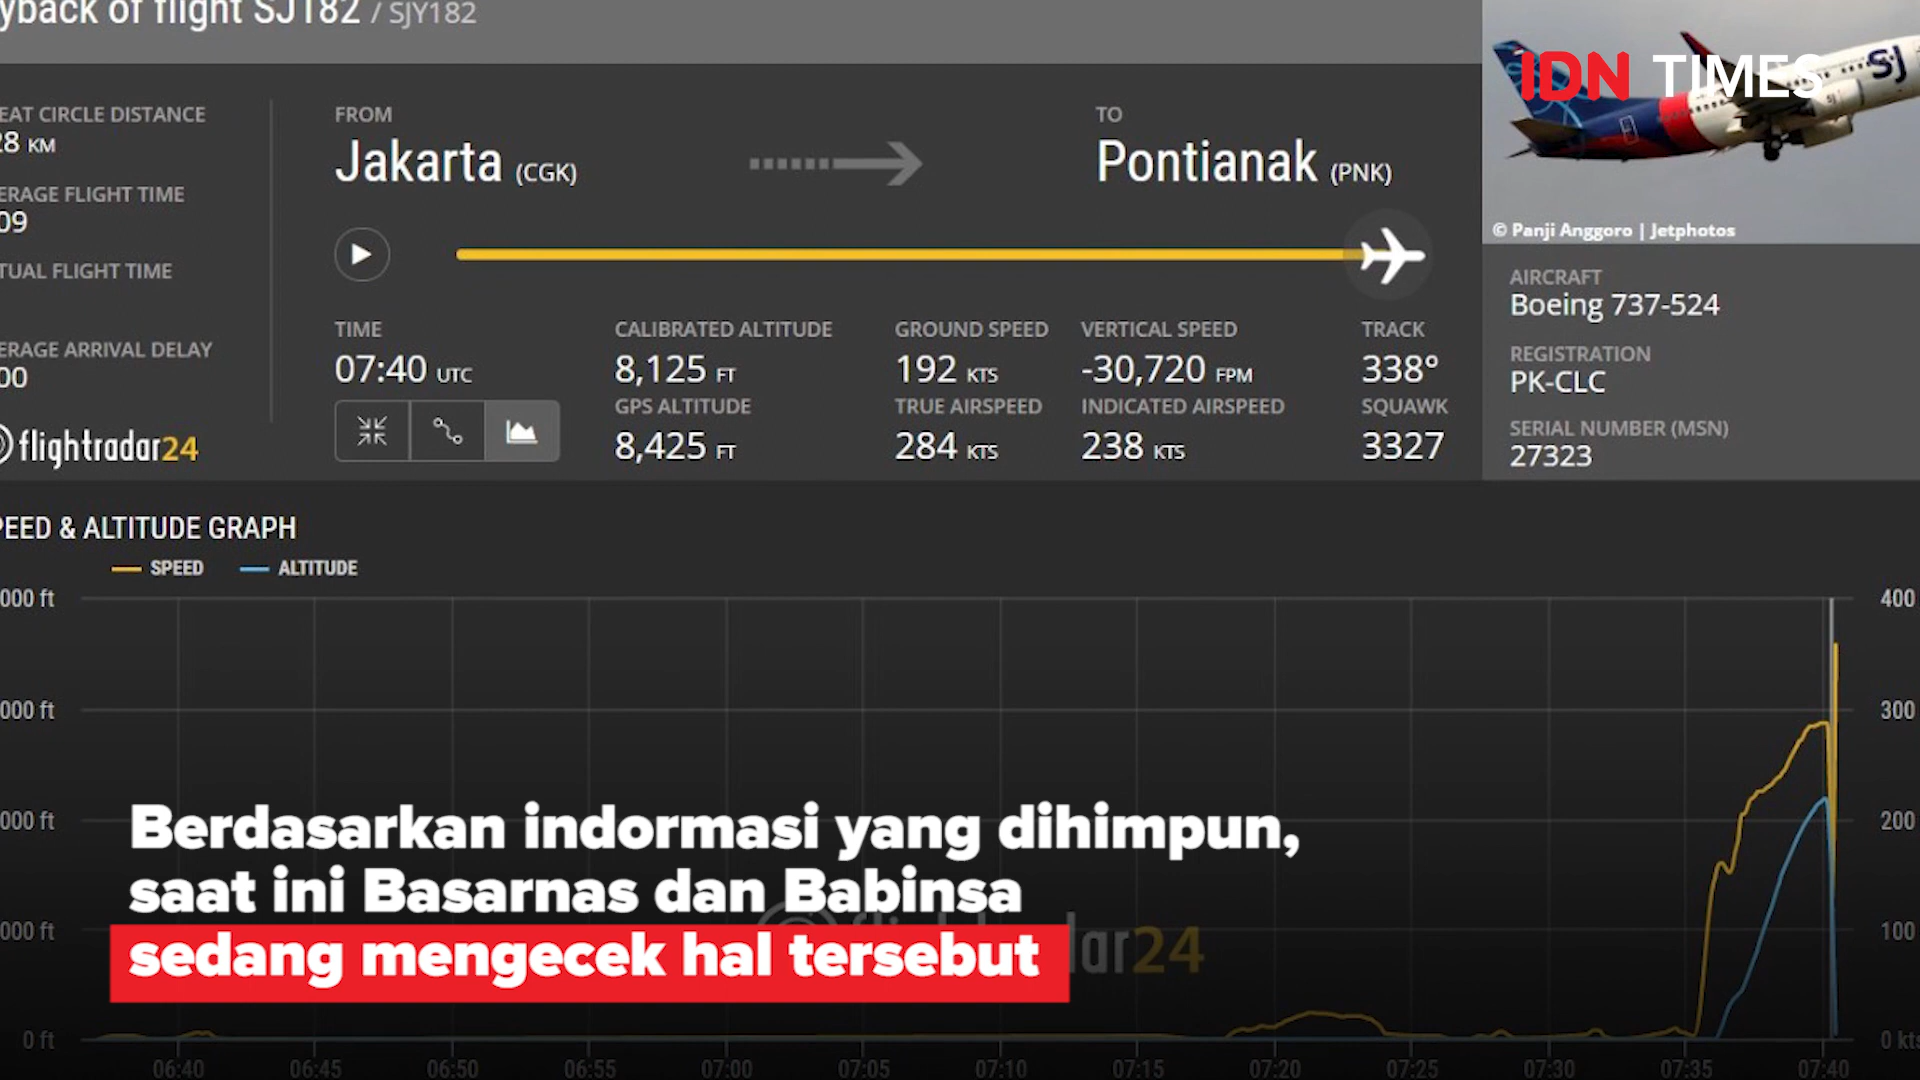 yback of flight SJ182 / SJY182
IDN TIMES
SJ
EAT CIRCLE DISTANCE
28 KM
ERAGE FLIGHT TIME
09
TUAL FLIGHT TIME
ERAGE ARRIVAL DELAY
00
flightradar24
FROM
Jakarta (CGK)
TO
Pontianak (PNK)
TIME
07:40 UTC
CALIBRATED ALTITUDE
8,125 FT
GPS ALTITUDE
8,425 FT
GROUND SPEED
192 KTS
TRUE AIRSPEED
284 KTS
VERTICAL SPEED
-30,720 FPM
INDICATED AIRSPEED
238 KTS
TRACK
338°
SQUAWK
3327
© Panji Anggoro | Jetphotos
AIRCRAFT
Boeing 737-524
REGISTRATION
PK-CLC
SERIAL NUMBER (MSN)
27323
PEED & ALTITUDE GRAPH
SPEED ALTITUDE
000 ft 400
000 ft 300
000 ft 200
000 ft 100
0 ft 0 kts
Berdasarkan indormasi yang dihimpun,
saat ini Basarnas dan Babinsa
sedang mengecek hal tersebut
dar24
06:40 06:45 06:50 06:55 07:00 07:05 07:10 07:15 07:20 07:25 07:30 07:35 07:40